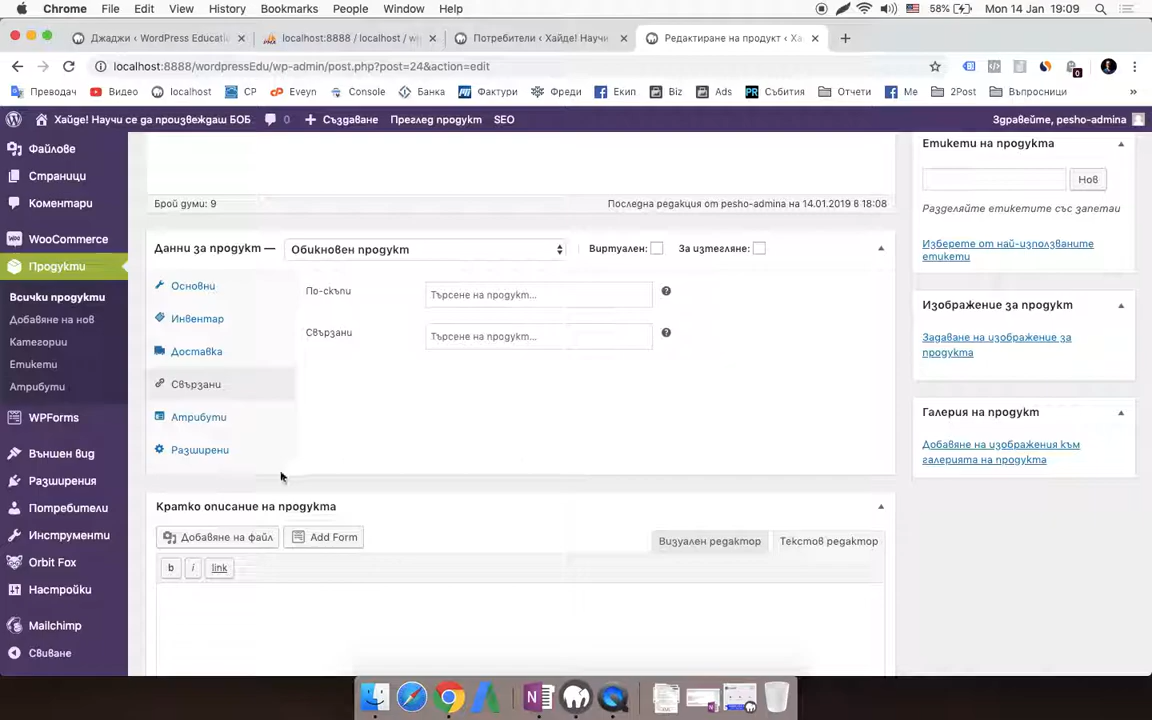 Chrome File Edit View History Bookmarks People Window Help 58% Mon 14 Jan 19:09
Джаджи ‹ WordPress Educati × localhost:8888 / localhost / w × Потребители ‹ Хайде! Научи × Редактиране на продукт ‹ Ха ×
localhost:8888/wordpressEdu/wp-admin/post.php?post=24&action=edit
Преводач Видео localhost CP Eveyn Console Банка Фактури Фреди Екип Biz Ads Събития Отчети Me 2Post Въпросници »
Хайде! Научи се да произвеждаш БОБ 0 Създаване Преглед продукт SEO Здравейте, pesho-admina
Файлове
Страници
Коментари
WooCommerce
Продукти
Всички продукти
Добавяне на нов
Категории
Етикети
Атрибути
WPForms
Външен вид
Разширения
Потребители
Инструменти
Orbit Fox
Настройки
Mailchimp
Свиване
Брой думи: 9 Последна редакция от pesho-admina на 14.01.2019 в 18:08
Данни за продукт — Обикновен продукт Виртуален: За изтегляне:
Основни
Инвентар
Доставка
Свързани
Атрибути
Разширени
По-скъпи Търсене на продукт...
Свързани Търсене на продукт...
Кратко описание на продукта
Добавяне на файл Add Form Визуален редактор Текстов редактор
b i link
Етикети на продукта
Нов
Разделяйте етикетите със запетаи
Изберете от най-използваните
етикети
Изображение за продукта
Задаване на изображение за
продукта
Галерия на продукт
Добавяне на изображения към
галерията на продукта